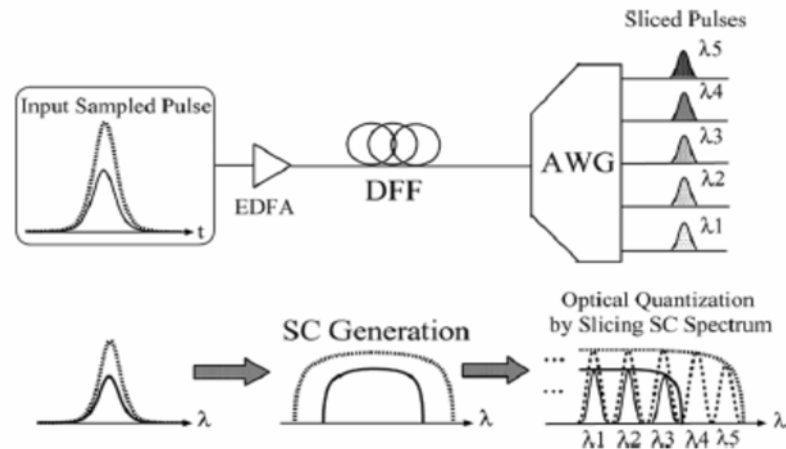 Sliced Pulses
Input Sampled Pulse
t
EDFA
DFF
AWG
λ5
λ4
λ3
λ2
λ1
λ
SC Generation
λ
Optical Quantization
by Slicing SC Spectrum
...
...
λ1 λ2 λ3 λ4 λ5
λ